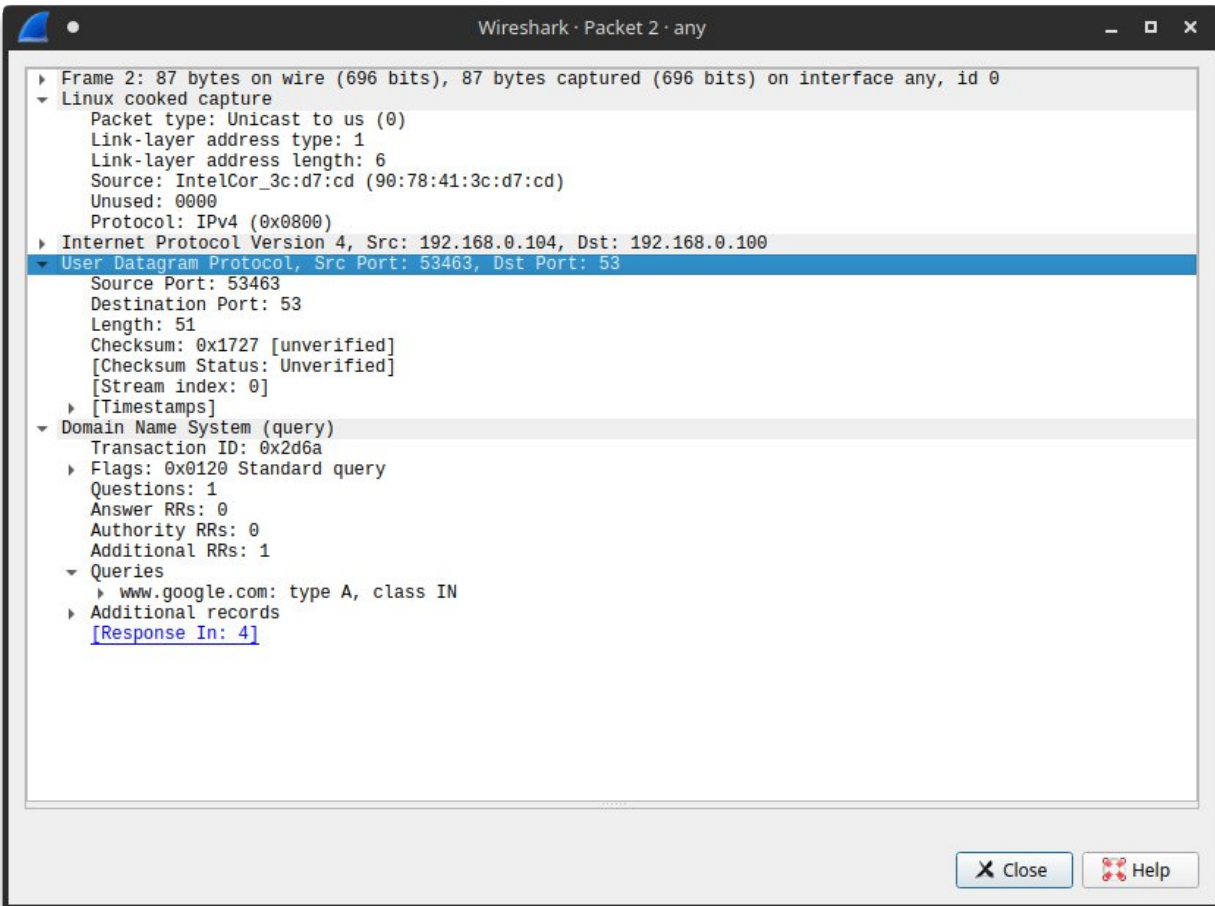 Wireshark · Packet 2 · any
Frame 2: 87 bytes on wire (696 bits), 87 bytes captured (696 bits) on interface any, id 0
Linux cooked capture
Packet type: Unicast to us (0)
Link-layer address type: 1
Link-layer address length: 6
Source: IntelCor_3c:d7:cd (90:78:41:3c:d7:cd)
Unused: 0000
Protocol: IPv4 (0x0800)
Internet Protocol Version 4, Src: 192.168.0.104, Dst: 192.168.0.100
User Datagram Protocol, Src Port: 53463, Dst Port: 53
Source Port: 53463
Destination Port: 53
Length: 51
Checksum: 0x1727 [unverified]
[Checksum Status: Unverified]
[Stream index: 0]
[Timestamps]
Domain Name System (query)
Transaction ID: 0x2d6a
Flags: 0x0120 Standard query
Questions: 1
Answer RRs: 0
Authority RRs: 0
Additional RRs: 1
Queries
www.google.com: type A, class IN
Additional records
[Response In: 4]
Close Help